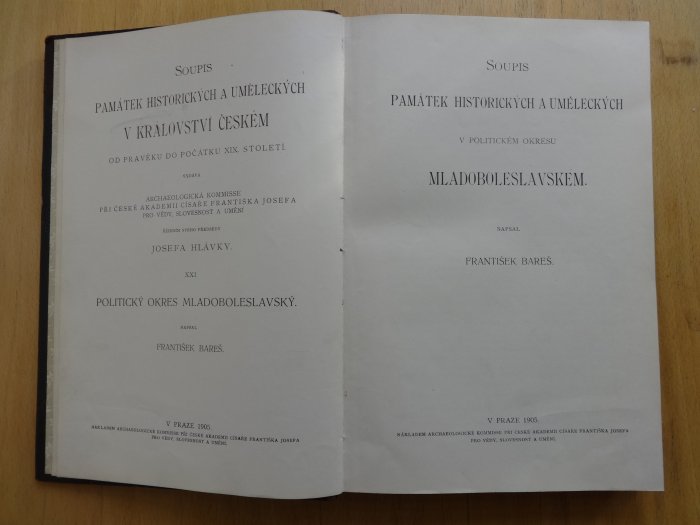 SOUPIS
PAMÁTEK HISTORICKÝCH A UMĚLECKÝCH
V KRÁLOVSTVÍ ČESKÉM
OD PRAVĚKU DO POČÁTKU XIX. STOLETÍ
VYDÁVÁ
ARCHAEOLOGICKÁ KOMMISSE
PŘI ČESKÉ AKADEMII CÍSAŘE FRANTIŠKA JOSEFA
PRO VĚDY, SLOVESNOST A UMĚNÍ
ŘÍZENÍM SVÉHO PŘEDSEDY
JOSEFA HLÁVKY.
XXI
POLITICKÝ OKRES MLADOBOLESLAVSKÝ.
NAPSAL
FRANTIŠEK BAREŠ.
V PRAZE 1905.
NÁKLADEM ARCHAEOLOGICKÉ KOMMISSE PŘI ČESKÉ AKADEMII CÍSAŘE FRANTIŠKA JOSEFA
PRO VĚDY, SLOVESNOST A UMĚNÍ.
SOUPIS
PAMÁTEK HISTORICKÝCH A UMĚLECKÝCH
V POLITICKÉM OKRESU
MLADOBOLESLAVSKÉM.
NAPSAL
FRANTIŠEK BAREŠ.
V PRAZE 1905.
NÁKLADEM ARCHAEOLOGICKÉ KOMMISSE PŘI ČESKÉ AKADEMII CÍSAŘE FRANTIŠKA JOSEFA
PRO VĚDY, SLOVESNOST A UMĚNÍ.